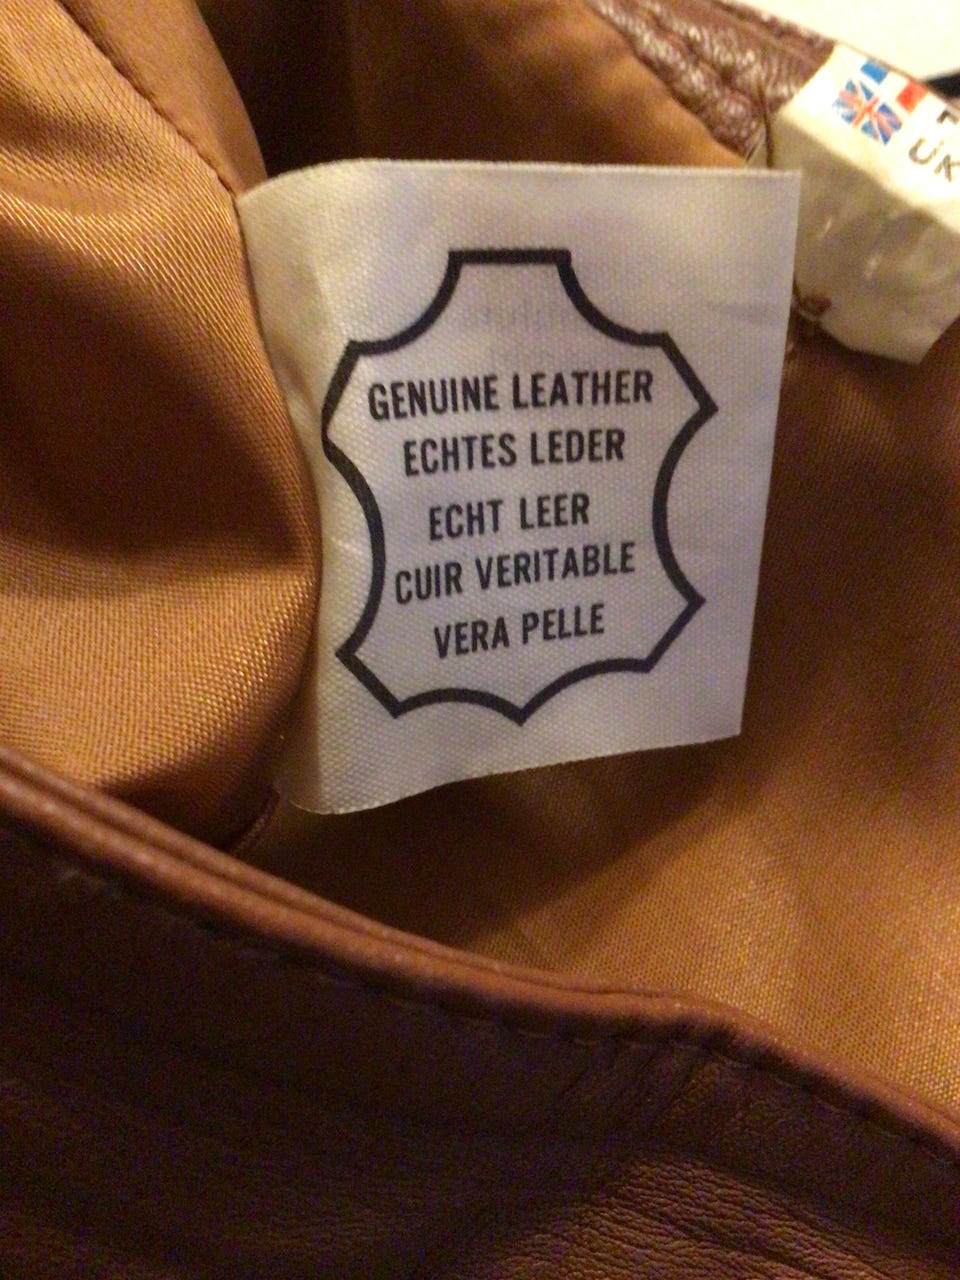 GENUINE LEATHER
ECHTES LEDER
ECHT LEER
CUIR VERITABLE
VERA PELLE
UK